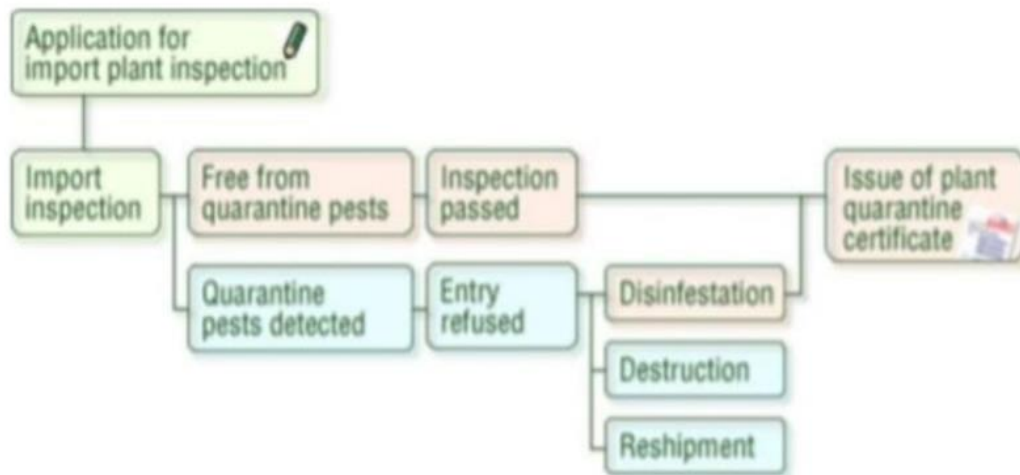 Application for
import plant inspection
Import
inspection
Free from
quarantine pests
Inspection
passed
Issue of plant
quarantine
certificate
Quarantine
pests detected
Entry
refused
Disinfestation
Destruction
Reshipment